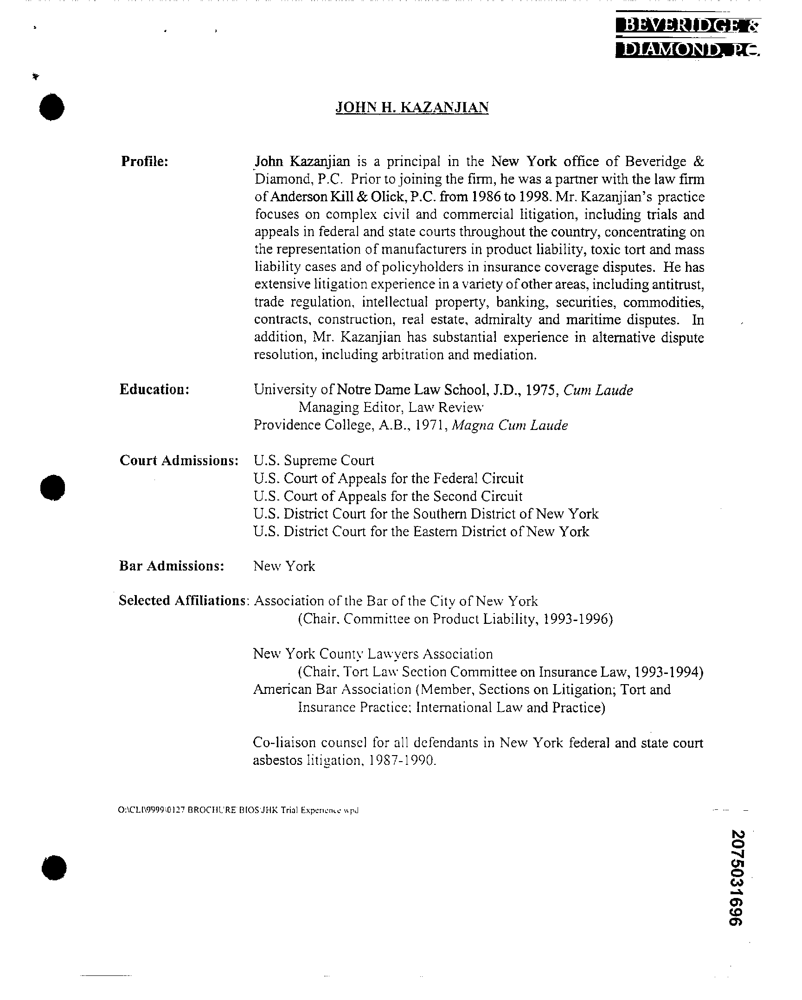 BEVERIDGE &
DIAMOND, P.C.
JOHN H. KAZANJIAN
Profile: John Kazanjian is a principal in the New York office of Beveridge &
Diamond, P.C. Prior to joining the firm, he was a partner with the law firm
of Anderson Kill & Olick, P.C. from 1986 to 1998. Mr. Kazanjian's practice
focuses on complex civil and commercial litigation, including trials and
appeals in federal and state courts throughout the country, concentrating on
the representation of manufacturers in product liability, toxic tort and mass
liability cases and of policyholders in insurance coverage disputes. He has
extensive litigation experience in a variety of other areas, including antitrust,
trade regulation, intellectual property, banking, securities, commodities,
contracts, construction, real estate, admiralty and maritime disputes. In
addition, Mr. Kazanjian has substantial experience in alternative dispute
resolution, including arbitration and mediation.
Education: University of Notre Dame Law School, J.D., 1975, Cum Laude
Managing Editor, Law Review
Providence College, A.B., 1971, Magna Cum Laude
Court Admissions: U.S. Supreme Court
U.S. Court of Appeals for the Federal Circuit
U.S. Court of Appeals for the Second Circuit
U.S. District Court for the Southern District of New York
U.S. District Court for the Eastern District of New York
Bar Admissions: New York
Selected Affiliations: Association of the Bar of the City of New York
(Chair, Committee on Product Liability, 1993-1996)
New York County Lawyers Association
(Chair, Tort Law Section Committee on Insurance Law, 1993-1994)
American Bar Association (Member, Sections on Litigation; Tort and
Insurance Practice; International Law and Practice)
Co-liaison counsel for all defendants in New York federal and state court
asbestos litigation, 1987-1990.
O:\CLI\9999\0127 BROCHURE BIOS\JHK Trial Experience wpd
2075031696